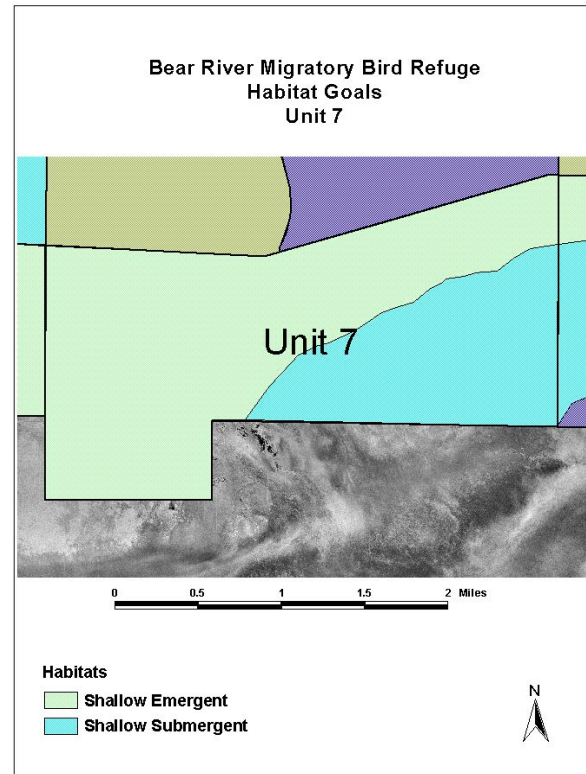 Bear River Migratory Bird Refuge
Habitat Goals
Unit 7
Unit 7
0 0.5 1 1.5 2 Miles
Habitats
Shallow Emergent
Shallow Submergent
N